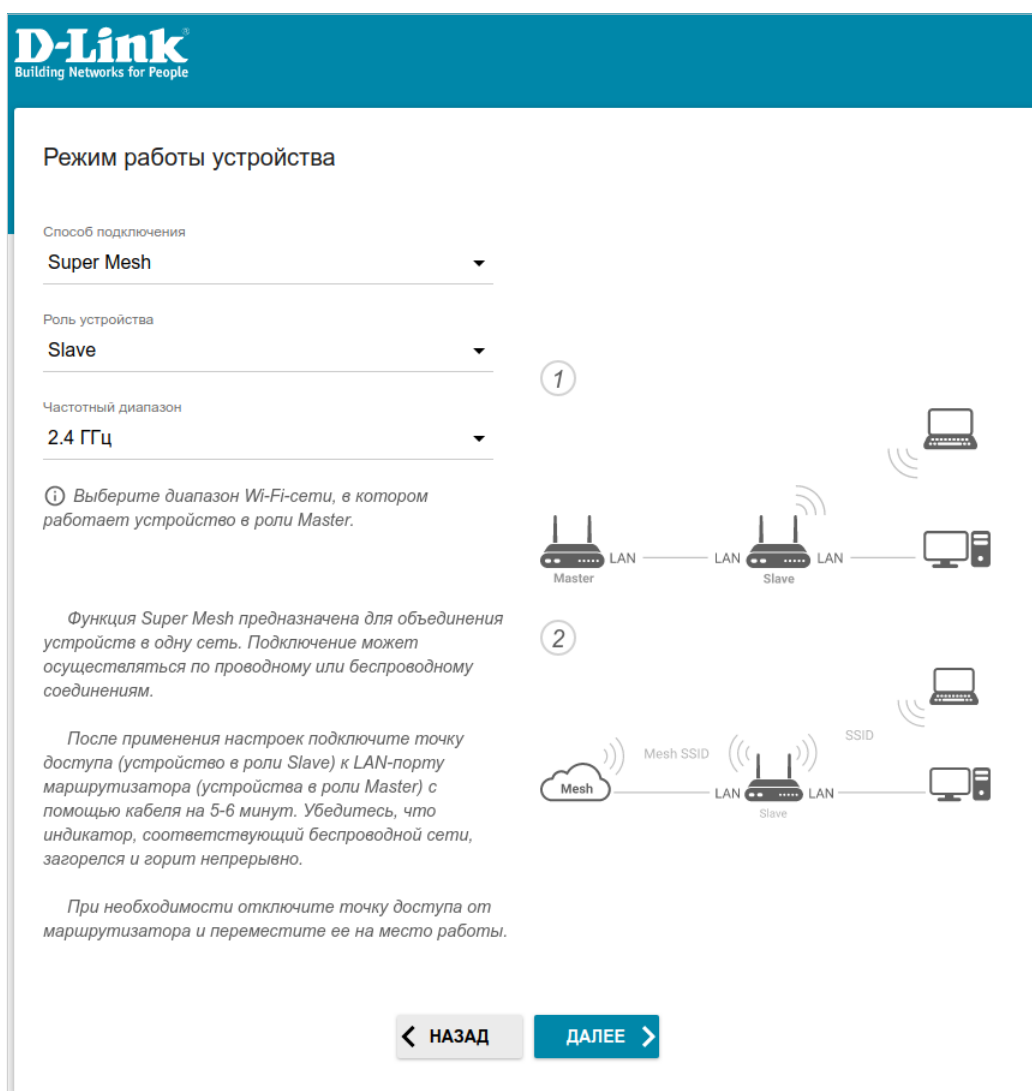 D-Link
Building Networks for People
Режим работы устройства
Способ подключения
Super Mesh
Роль устройства
Slave
Частотный диапазон
2.4 ГГц
Выберите диапазон Wi-Fi-сети, в котором
работает устройство в роли Master.
Функция Super Mesh предназначена для объединения
устройств в одну сеть. Подключение может
осуществляться по проводному или беспроводному
соединениям.
После применения настроек подключите точку
доступа (устройство в роли Slave) к LAN-порту
маршрутизатора (устройства в роли Master) с
помощью кабеля на 5-6 минут. Убедитесь, что
индикатор, соответствующий беспроводной сети,
загорелся и горит непрерывно.
При необходимости отключите точку доступа от
маршрутизатора и переместите ее на место работы.
1
LAN LAN LAN
Master Slave
2
Mesh SSID SSID
Mesh LAN LAN
Slave
НАЗАД ДАЛЕЕ